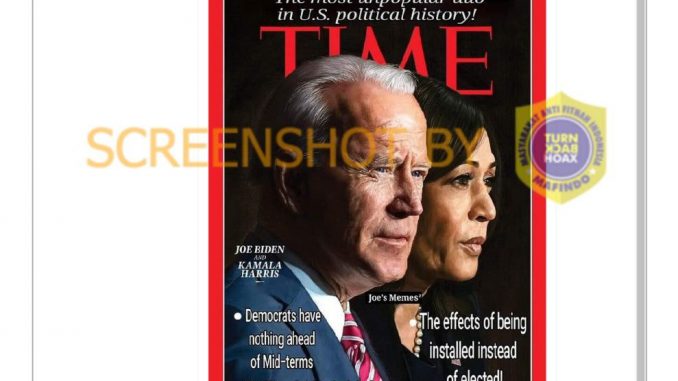 The most unpopular duo
in U.S. political history!
TIME
SCREENSHOT BY
MASYARAKAT ANTI FITNAH INDONESIA
TURN
BACK
HOAX
MAFINDO
JOE BIDEN
AND
KAMALA
HARRIS
Joe's Memes
• Democrats have
nothing ahead
of Mid-terms
• The effects of being
installed instead
of elected!